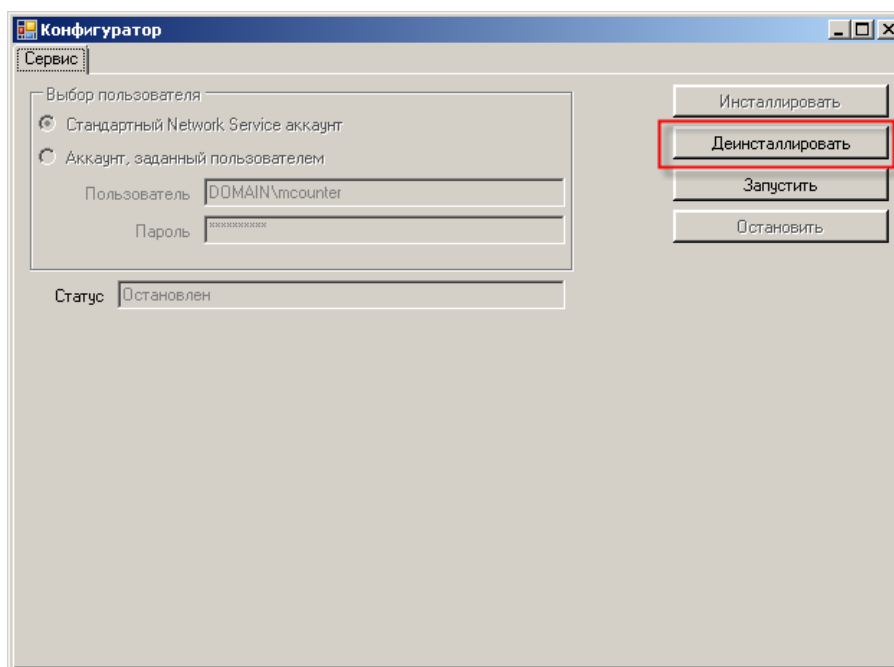 Конфигуратор
Сервис
Выбор пользователя
Стандартный Network Service аккаунт
Аккаунт, заданный пользователем
Пользователь DOMAIN\mcounter
Пароль **********
Статус Остановлен
Инсталлировать
Деинсталлировать
Запустить
Остановить